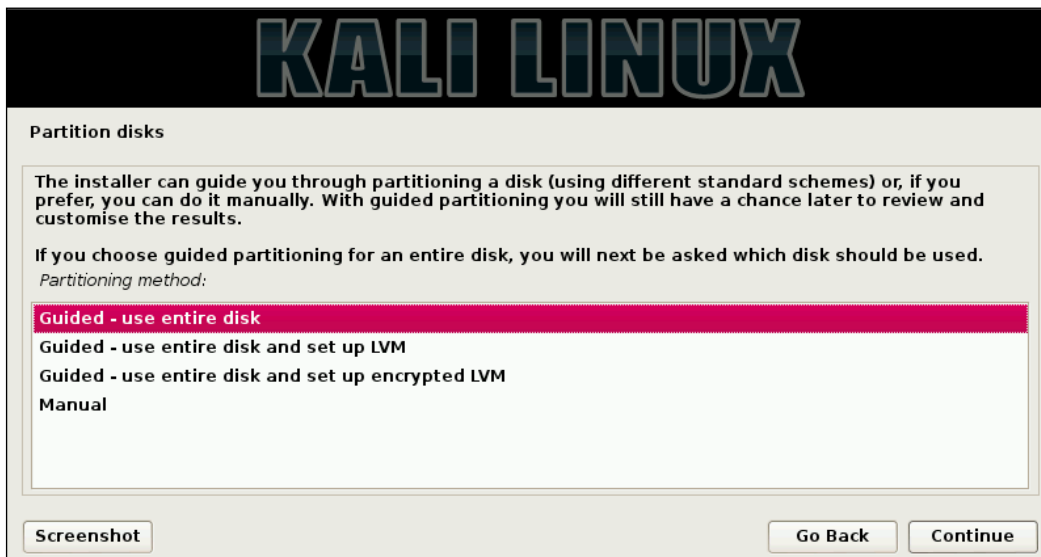 KALI LINUX
Partition disks
The installer can guide you through partitioning a disk (using different standard schemes) or, if you
prefer, you can do it manually. With guided partitioning you will still have a chance later to review and
customise the results.
If you choose guided partitioning for an entire disk, you will next be asked which disk should be used.
Partitioning method:
Guided - use entire disk
Guided - use entire disk and set up LVM
Guided - use entire disk and set up encrypted LVM
Manual
Screenshot
Go Back
Continue